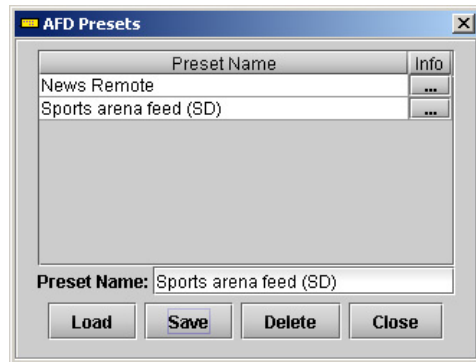 AFD Presets
Preset Name Info
News Remote ...
Sports arena feed (SD) ...
Preset Name: Sports arena feed (SD)
Load Save Delete Close